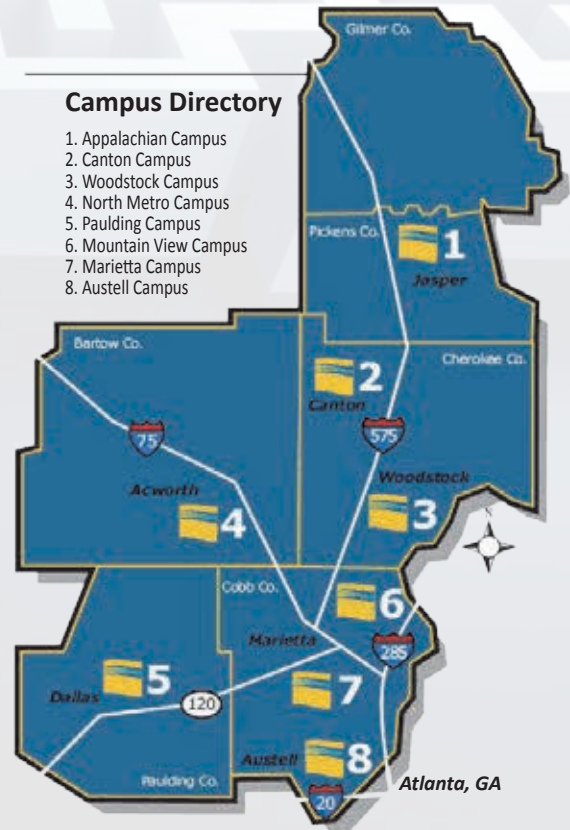 Campus Directory
1. Appalachian Campus
2. Canton Campus
3. Woodstock Campus
4. North Metro Campus
5. Paulding Campus
6. Mountain View Campus
7. Marietta Campus
8. Austell Campus
Gilmer Co.
Pickens Co.
1
Jasper
Bartow Co.
Cherokee Co.
2
Canton
75
575
Acworth
4
Woodstock
3
N
Cobb Co.
6
Marietta
285
5
Dallas
120
7
Austell
8
Paulding Co.
20
Atlanta, GA